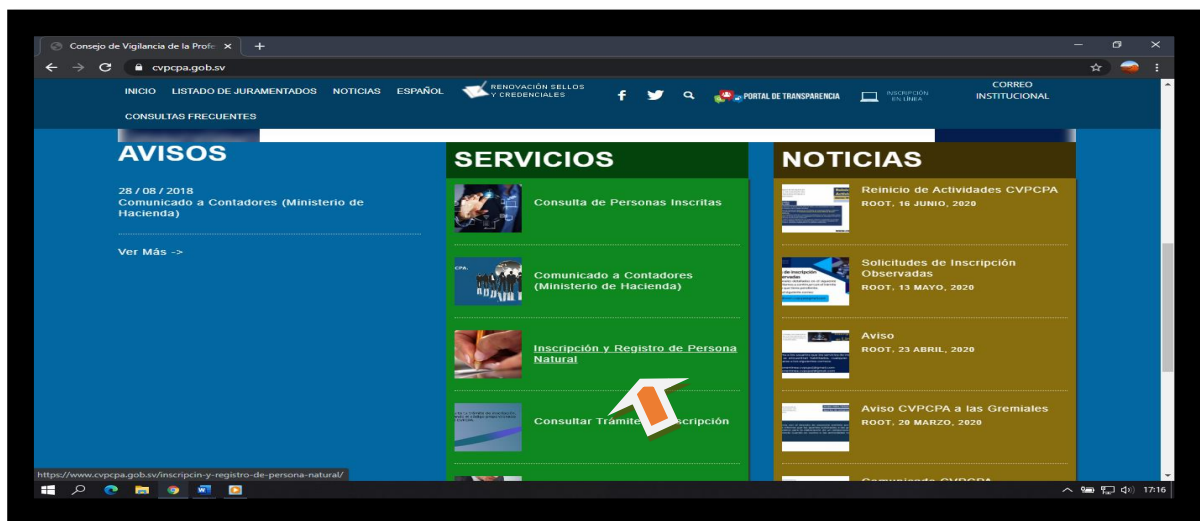 Consejo de Vigilancia de la Profe
cvpcpa.gob.sv
INICIO LISTADO DE JURAMENTADOS NOTICIAS ESPAÑOL RENOVACIÓN SELLOS Y CREDENCIALES PORTAL DE TRANSPARENCIA INSCRIPCIÓN EN LÍNEA CORREO INSTITUCIONAL
CONSULTAS FRECUENTES
AVISOS
28 / 08 / 2018
Comunicado a Contadores (Ministerio de
Hacienda)
Ver Más ->
SERVICIOS
Consulta de Personas Inscritas
Comunicado a Contadores
(Ministerio de Hacienda)
Inscripción y Registro de Persona
Natural
Consultar Trámite scripción
NOTICIAS
Reinicio de Actividades CVPCPA
ROOT. 16 JUNIO, 2020
Solicitudes de Inscripción
Observadas
ROOT. 13 MAYO, 2020
Aviso
ROOT. 23 ABRIL, 2020
Aviso CVPCPA a las Gremiales
ROOT. 20 MARZO, 2020
Comunicado CVPCPA
https://www.cvpcpa.gob.sv/inscripcin-y-registro-de-persona-natural/
17:16